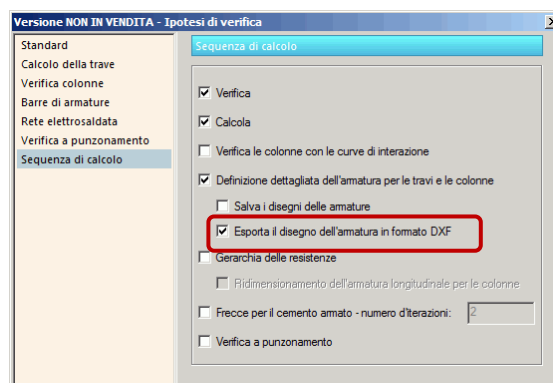 Versione NON IN VENDITA - Ipotesi di verifica
Standard
Calcolo della trave
Verifica colonne
Barre di armature
Rete elettrosaldata
Verifica a punzonamento
Sequenza di calcolo
Sequenza di calcolo
Verifica
Calcola
Verifica le colonne con le curve di interazione
Definizione dettagliata dell'armatura per le travi e le colonne
Salva i disegni delle armature
Esporta il disegno dell'armatura in formato DXF
Gerarchia delle resistenze
Ridimensionamento dell'armatura longitudinale per le colonne
Frecce per il cemento armato - numero d'iterazioni: 2
Verifica a punzonamento